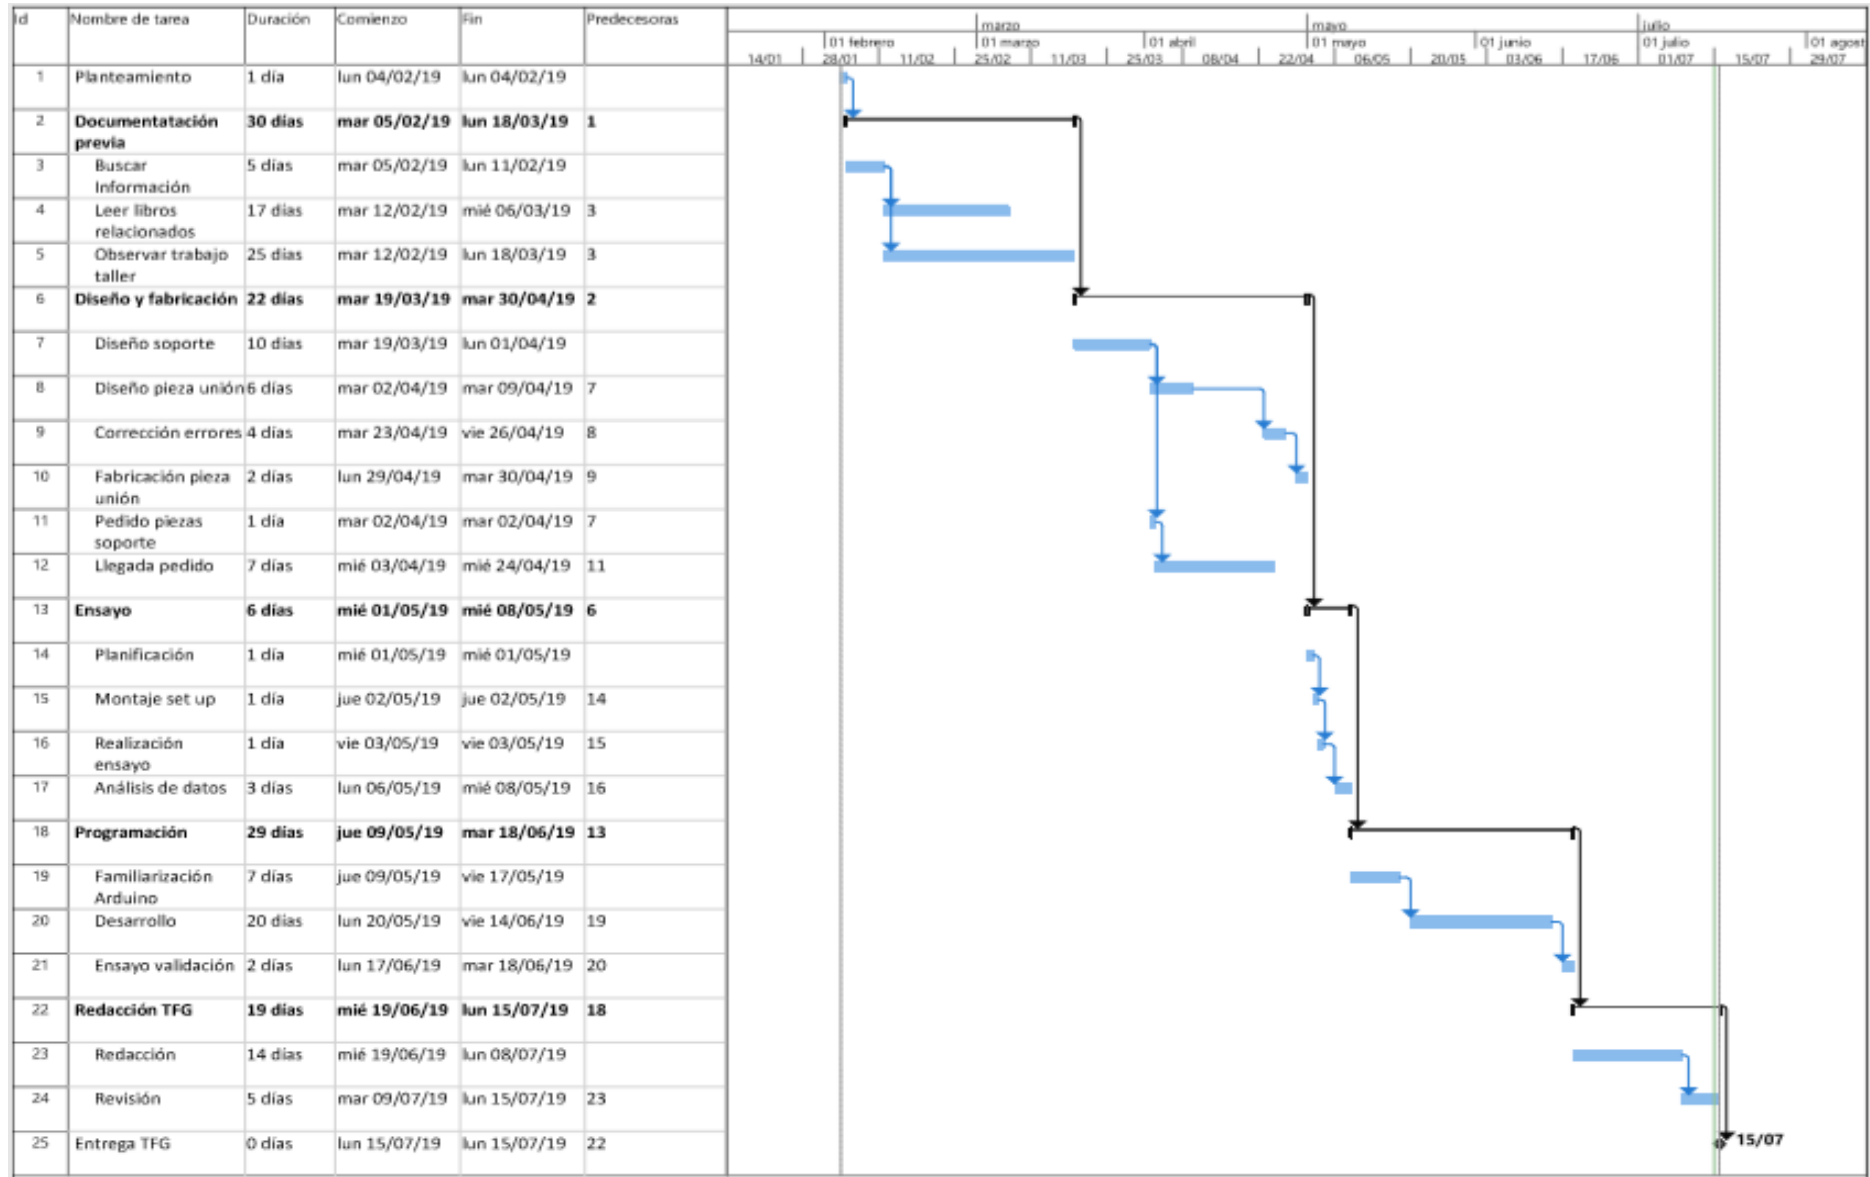 Id Nombre de tarea Duración Comienzo Fin Predecesoras
marzo mayo julio
01 febrero 01 marzo 01 abril 01 mayo 01 junio 01 julio 01 agost
14/01 28/01 11/02 25/02 11/03 25/03 08/04 22/04 06/05 20/05 03/06 17/06 01/07 15/07 29/07
1 Planteamiento 1 día lun 04/02/19 lun 04/02/19
2 Documentatación 30 días mar 05/02/19 lun 18/03/19 1
previa
3 Buscar 5 días mar 05/02/19 lun 11/02/19
Información
4 Leer libros 17 días mar 12/02/19 mié 06/03/19 3
relacionados
5 Observar trabajo 25 días mar 12/02/19 lun 18/03/19 3
taller
6 Diseño y fabricación 22 días mar 19/03/19 mar 30/04/19 2
7 Diseño soporte 10 días mar 19/03/19 lun 01/04/19
8 Diseño pieza unión 6 días mar 02/04/19 mar 09/04/19 7
9 Corrección errores 4 días mar 23/04/19 vie 26/04/19 8
10 Fabricación pieza 2 días lun 29/04/19 mar 30/04/19 9
unión
11 Pedido piezas 1 día mar 02/04/19 mar 02/04/19 7
soporte
12 Llegada pedido 7 días mié 03/04/19 mié 24/04/19 11
13 Ensayo 6 días mié 01/05/19 mié 08/05/19 6
14 Planificación 1 día mié 01/05/19 mié 01/05/19
15 Montaje set up 1 día jue 02/05/19 jue 02/05/19 14
16 Realización 1 día vie 03/05/19 vie 03/05/19 15
ensayo
17 Análisis de datos 3 días lun 06/05/19 mié 08/05/19 16
18 Programación 29 días jue 09/05/19 mar 18/06/19 13
19 Familiarización 7 días jue 09/05/19 vie 17/05/19
Arduino
20 Desarrollo 20 días lun 20/05/19 vie 14/06/19 19
21 Ensayo validación 2 días lun 17/06/19 mar 18/06/19 20
22 Redacción TFG 19 días mié 19/06/19 lun 15/07/19 18
23 Redacción 14 días mié 19/06/19 lun 08/07/19
24 Revisión 5 días mar 09/07/19 lun 15/07/19 23
25 Entrega TFG 0 días lun 15/07/19 lun 15/07/19 22 15/07